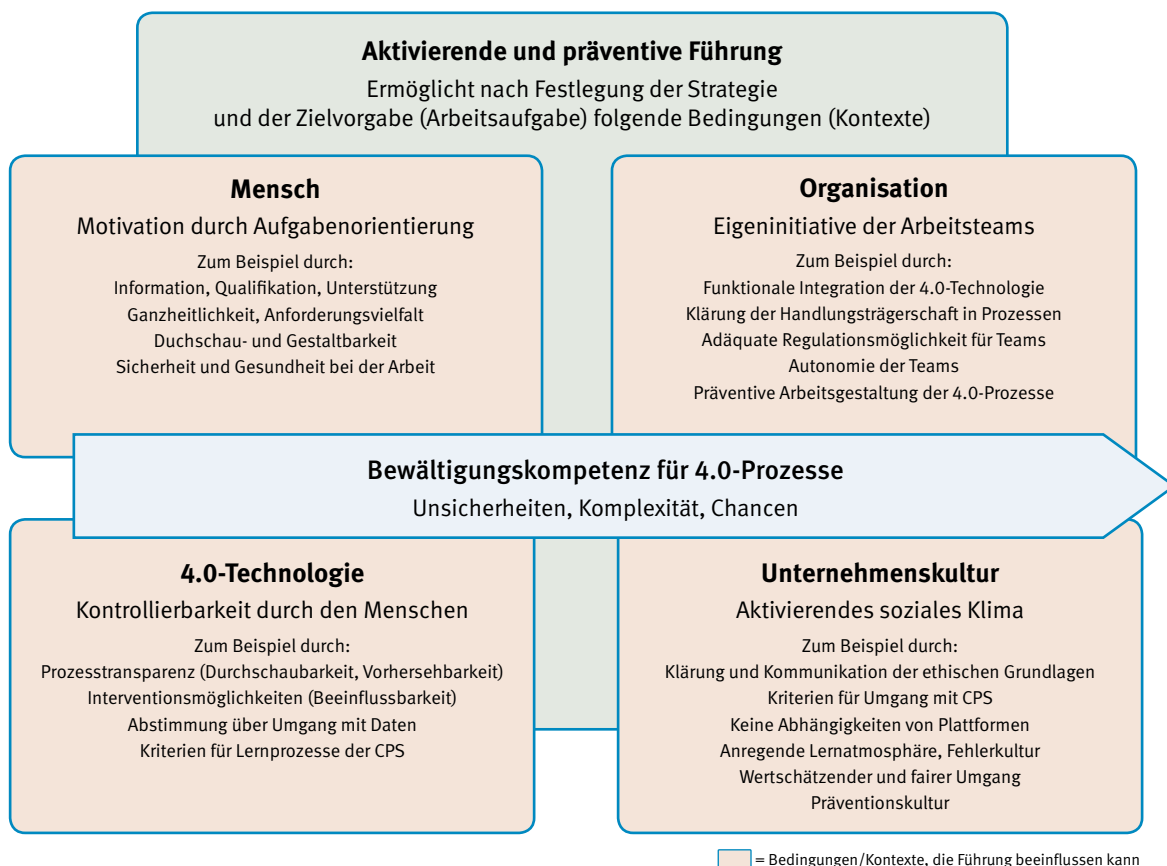 Aktivierende und präventive Führung
Ermöglicht nach Festlegung der Strategie
und der Zielvorgabe (Arbeitsaufgabe) folgende Bedingungen (Kontexte)
Mensch
Motivation durch Aufgabenorientierung
Zum Beispiel durch:
Information, Qualifikation, Unterstützung
Ganzheitlichkeit, Anforderungsvielfalt
Duchschau- und Gestaltbarkeit
Sicherheit und Gesundheit bei der Arbeit
Organisation
Eigeninitiative der Arbeitsteams
Zum Beispiel durch:
Funktionale Integration der 4.0-Technologie
Klärung der Handlungsträgerschaft in Prozessen
Adäquate Regulationsmöglichkeit für Teams
Autonomie der Teams
Präventive Arbeitsgestaltung der 4.0-Prozesse
Bewältigungskompetenz für 4.0-Prozesse
Unsicherheiten, Komplexität, Chancen
4.0-Technologie
Kontrollierbarkeit durch den Menschen
Zum Beispiel durch:
Prozesstransparenz (Durchschaubarkeit, Vorhersehbarkeit)
Interventionsmöglichkeiten (Beeinflussbarkeit)
Abstimmung über Umgang mit Daten
Kriterien für Lernprozesse der CPS
Unternehmenskultur
Aktivierendes soziales Klima
Zum Beispiel durch:
Klärung und Kommunikation der ethischen Grundlagen
Kriterien für Umgang mit CPS
Keine Abhängigkeiten von Plattformen
Anregende Lernatmosphäre, Fehlerkultur
Wertschätzender und fairer Umgang
Präventionskultur
= Bedingungen/Kontexte, die Führung beeinflussen kann